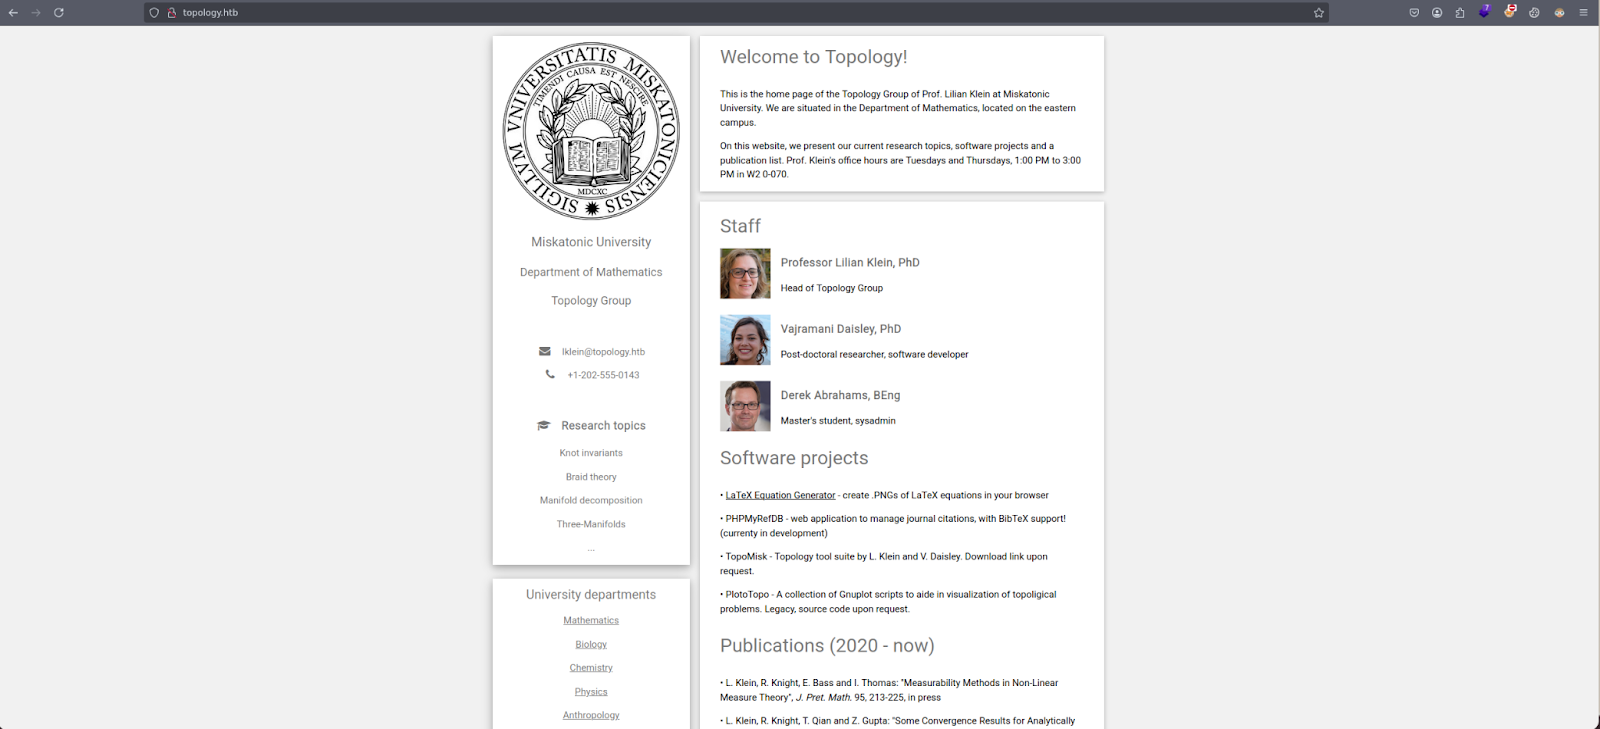 topology.htb
7
SIGILLVM VNIVERSITATIS MISKATONICIENSIS
TIMENDI CAUSA EST NESCIRE
MDCXC
Miskatonic University
Department of Mathematics
Topology Group
lklein@topology.htb
+1-202-555-0143
Research topics
Knot invariants
Braid theory
Manifold decomposition
Three-Manifolds
...
University departments
Mathematics
Biology
Chemistry
Physics
Anthropology
Welcome to Topology!
This is the home page of the Topology Group of Prof. Lilian Klein at Miskatonic
University. We are situated in the Department of Mathematics, located on the eastern
campus.
On this website, we present our current research topics, software projects and a
publication list. Prof. Klein's office hours are Tuesdays and Thursdays, 1:00 PM to 3:00
PM in W2 0-070.
Staff
Professor Lilian Klein, PhD
Head of Topology Group
Vajramani Daisley, PhD
Post-doctoral researcher, software developer
Derek Abrahams, BEng
Master's student, sysadmin
Software projects
• LaTeX Equation Generator - create .PNGs of LaTeX equations in your browser
• PHPMyRefDB - web application to manage journal citations, with BibTeX support!
(currenty in development)
• TopoMisk - Topology tool suite by L. Klein and V. Daisley. Download link upon
request.
• PlotoTopo - A collection of Gnuplot scripts to aide in visualization of topoligical
problems. Legacy, source code upon request.
Publications (2020 - now)
• L. Klein, R. Knight, E. Bass and I. Thomas: "Measurability Methods in Non-Linear
Measure Theory", J. Pret. Math. 95, 213-225, in press
• L. Klein, R. Knight, T. Qian and Z. Gupta: "Some Convergence Results for Analytically